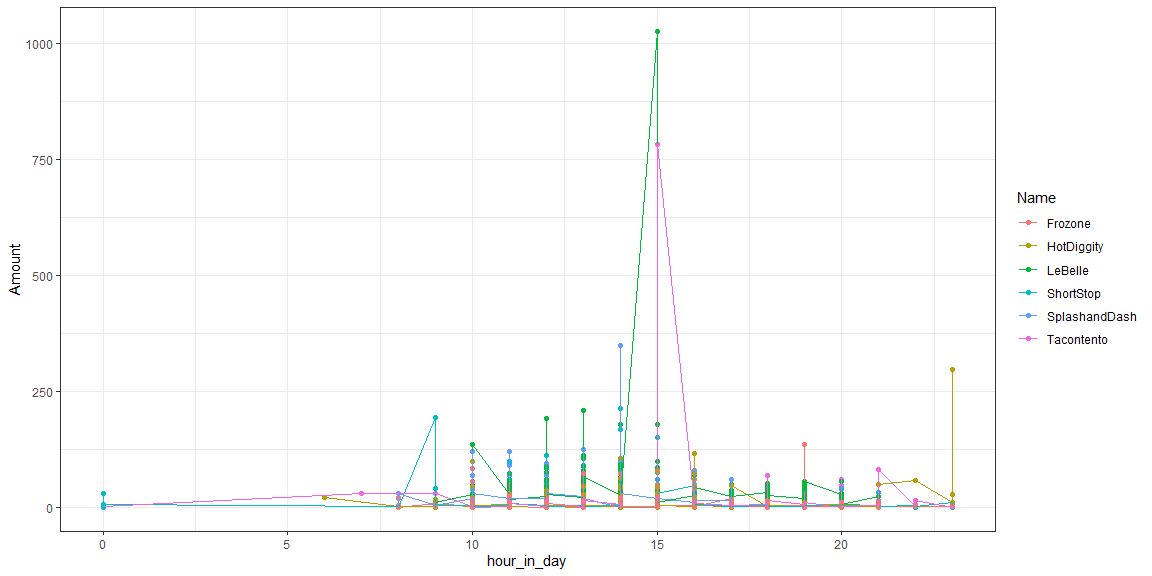 1000
750
500
250
0
Amount
0
5
10
15
20
hour_in_day
Name
Frozone
HotDiggity
LeBelle
ShortStop
SplashandDash
Tacontento